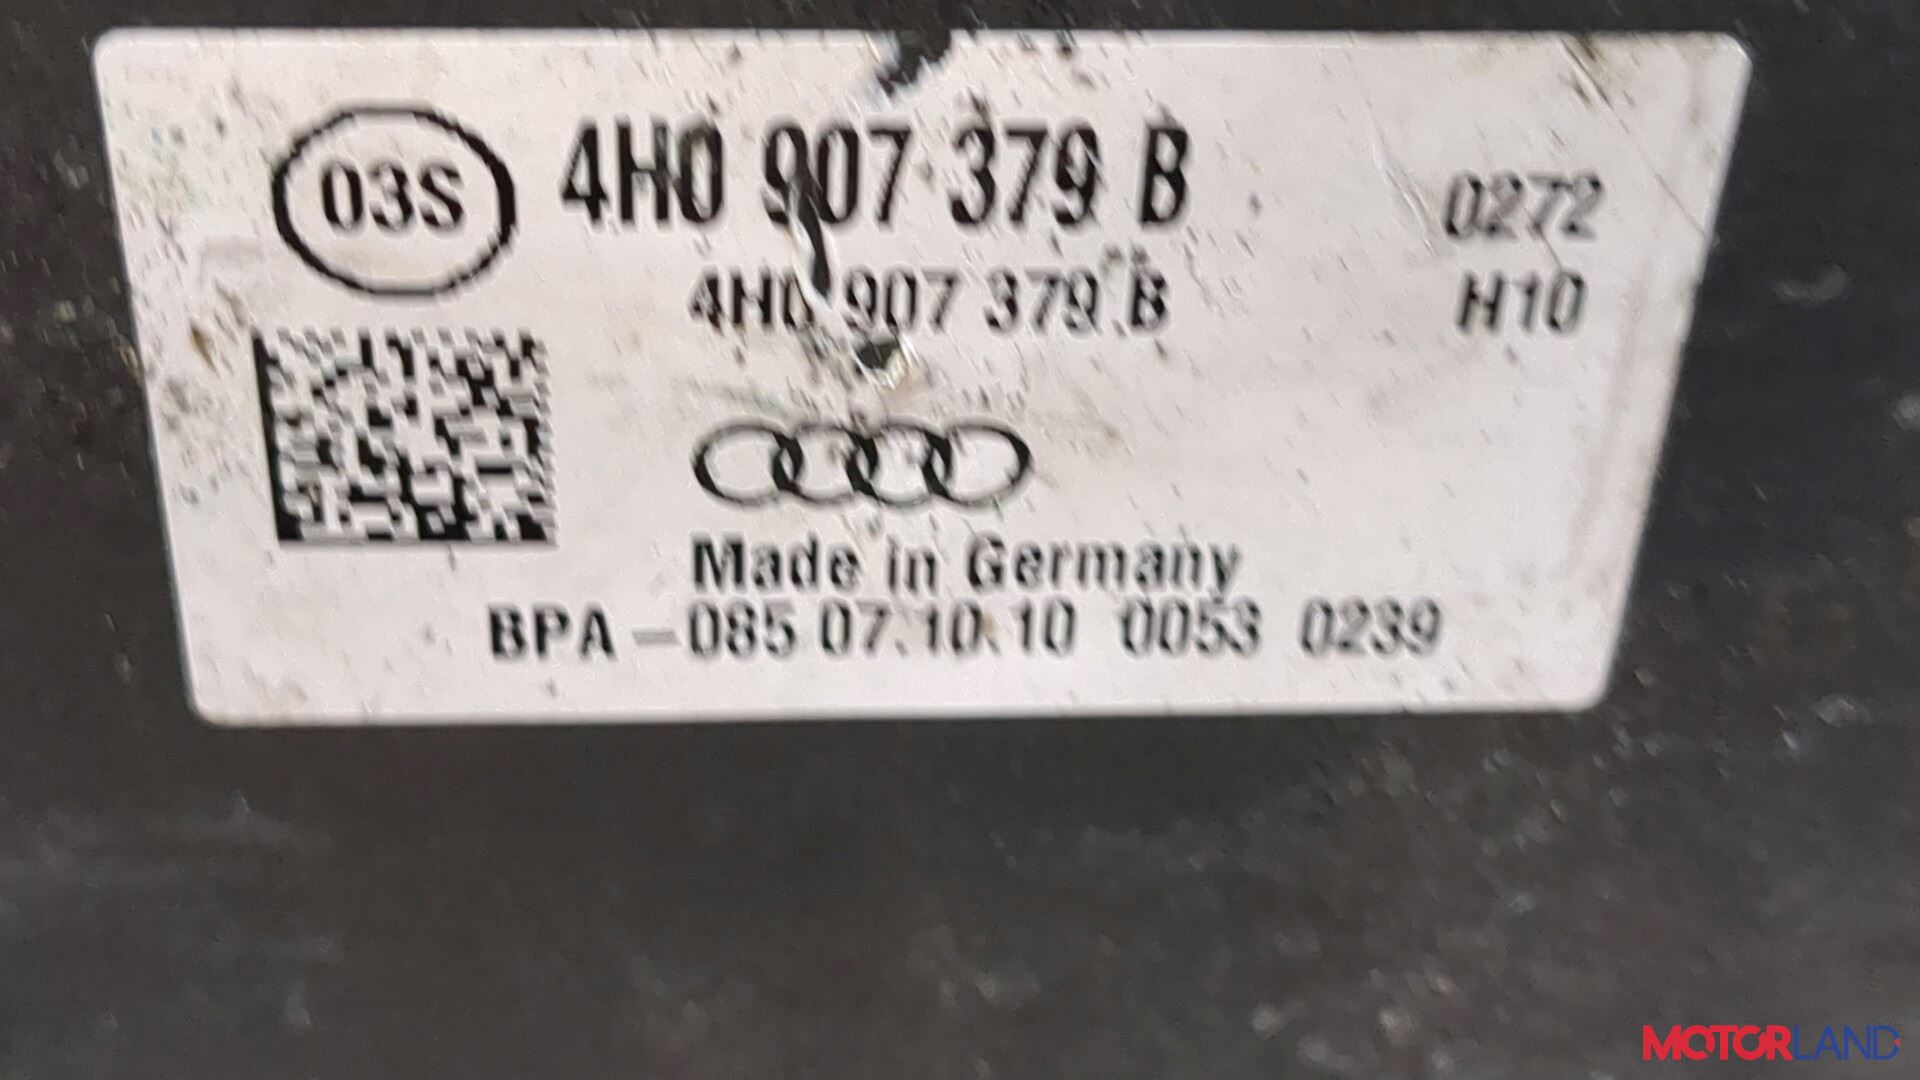 03S 4H0 907 379 B 0272
4H0 907 379 B H10
Made in Germany
BPA-085 07.10.10 0053 0239
MOTORLAND